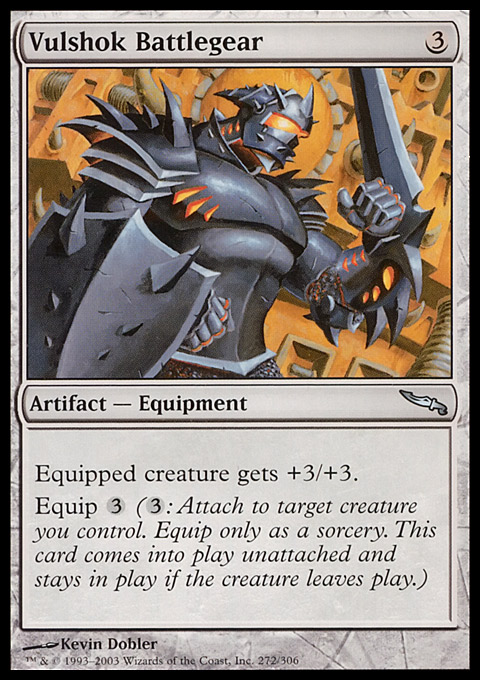 Vulshok Battlegear 3
Artifact — Equipment
Equipped creature gets +3/+3.
Equip 3 (3: Attach to target creature
you control. Equip only as a sorcery. This
card comes into play unattached and
stays in play if the creature leaves play.)
Kevin Dobler
™ & © 1993–2003 Wizards of the Coast, Inc. 272/306